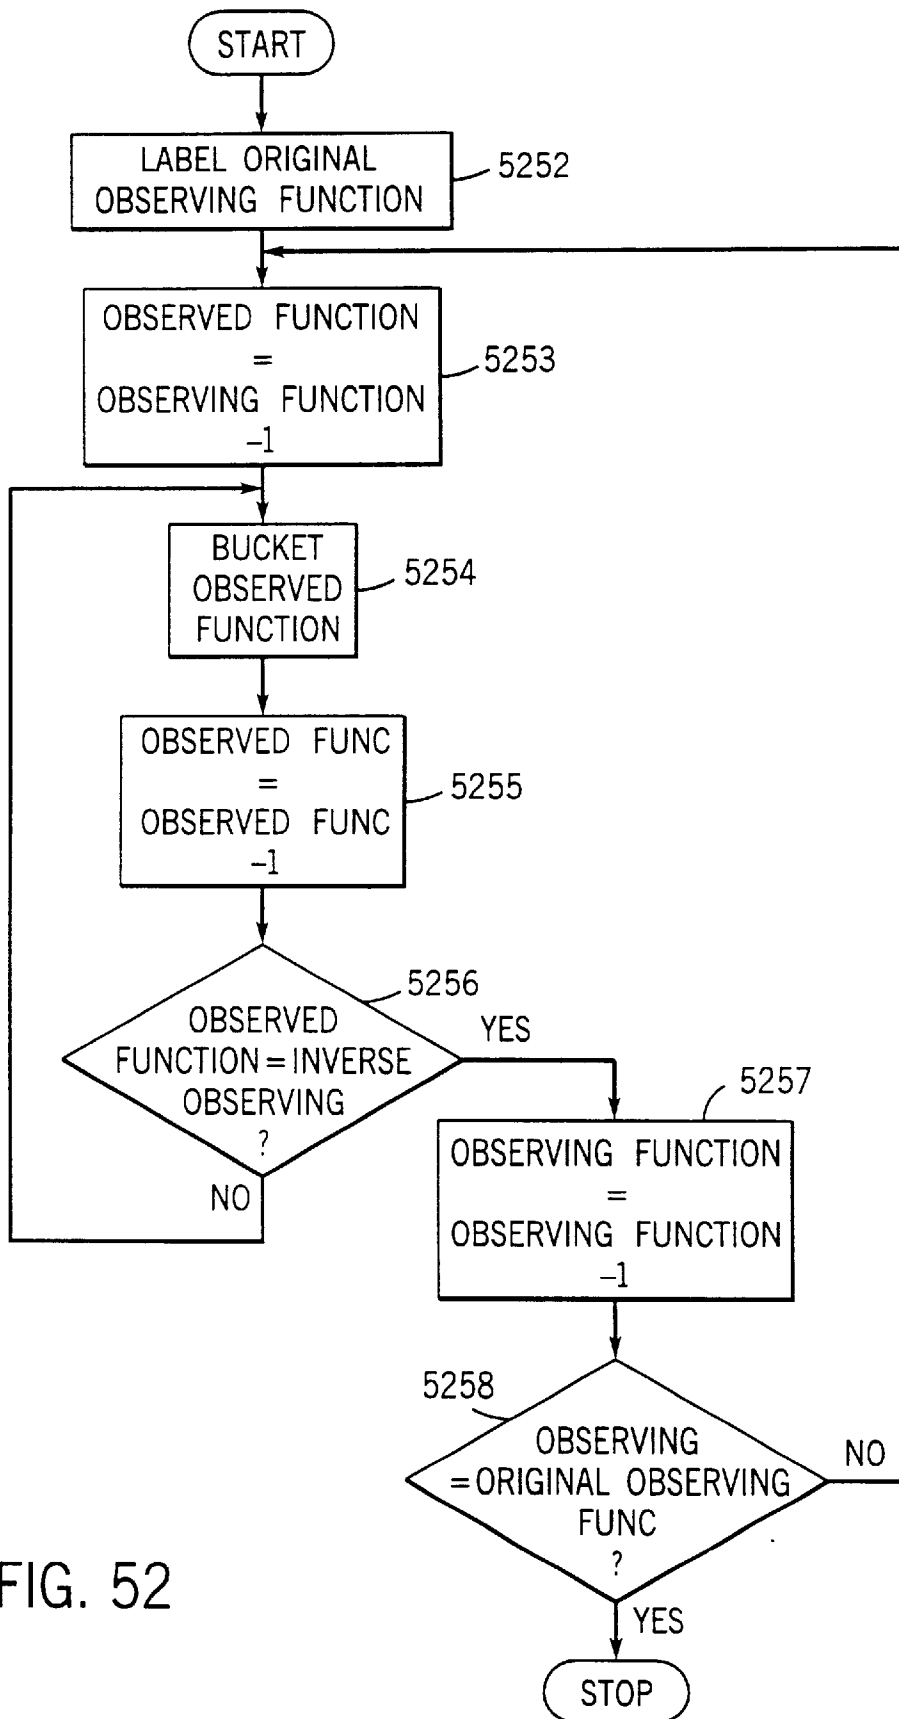 START
LABEL ORIGINAL
OBSERVING FUNCTION
5252
OBSERVED FUNCTION
=
OBSERVING FUNCTION
-1
5253
BUCKET
OBSERVED
FUNCTION
5254
OBSERVED FUNC
=
OBSERVED FUNC
-1
5255
OBSERVED
FUNCTION = INVERSE
OBSERVING
?
5256
YES
NO
5257
OBSERVING FUNCTION
=
OBSERVING FUNCTION
-1
5258
OBSERVING
= ORIGINAL OBSERVING
FUNC
?
NO
YES
STOP
FIG. 52